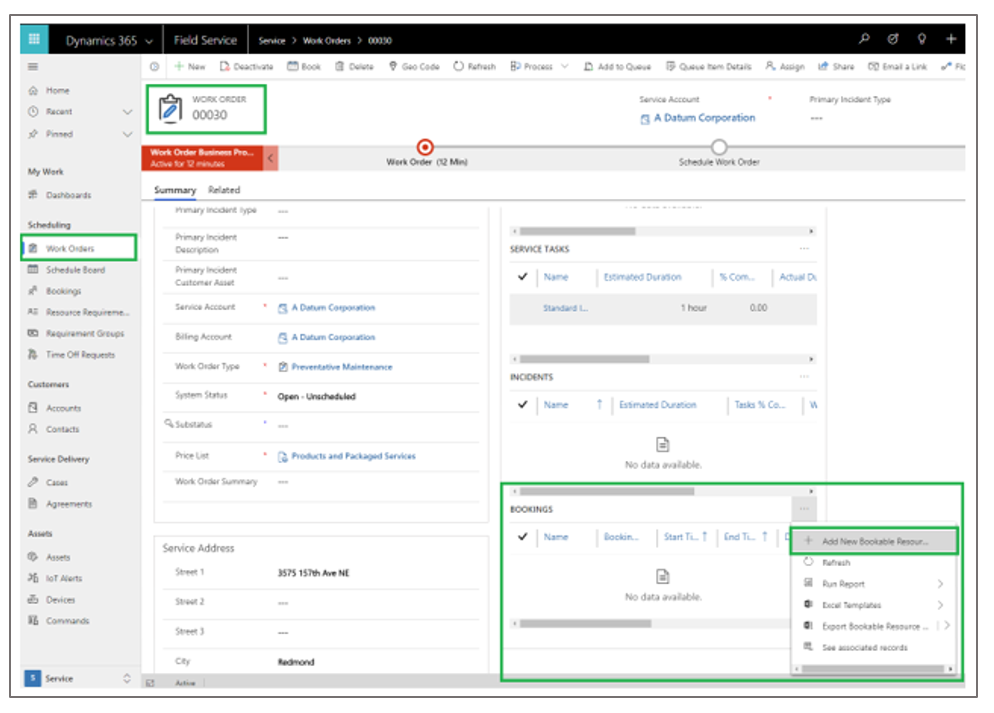 Dynamics 365
Field Service
Service > Work Orders > 00030
New
Deactivate
Book
Delete
Geo Code
Refresh
Process
Add to Queue
Queue Item Details
Assign
Share
Email a Link
Home
Recent
Pinned
My Work
Dashboards
Scheduling
Work Orders
Schedule Board
Bookings
Resource Requireme...
Requirement Groups
Time Off Requests
Customers
Accounts
Contacts
Service Delivery
Cases
Agreements
Assets
Assets
IoT Alerts
Devices
Commands
S Service
WORK ORDER
00030
Service Account *
A Datum Corporation
Primary Incident Type
---
Work Order Business Pro...
Active for 12 minutes
Work Order (12 Min)
Schedule Work Order
Summary Related
Primary Incident Type ---
Primary Incident Description ---
Primary Incident Customer Asset ---
Service Account * A Datum Corporation
Billing Account A Datum Corporation
Work Order Type * Preventative Maintenance
System Status * Open - Unscheduled
Substatus * ---
Price List * Products and Packaged Services
Work Order Summary ---
Service Address
Street 1 3575 157th Ave NE
Street 2 ---
Street 3 ---
City Redmond
Active
No data available.
SERVICE TASKS ...
Name Estimated Duration % Com... Actual Du
Standard I... 1 hour 0.00
INCIDENTS ...
Name Estimated Duration Tasks % Co... W
No data available.
BOOKINGS ...
Name Bookin... Start Ti... End Ti... D
No data available.
Add New Bookable Resour...
Refresh
Run Report
Excel Templates
Export Bookable Resource ...
See associated records